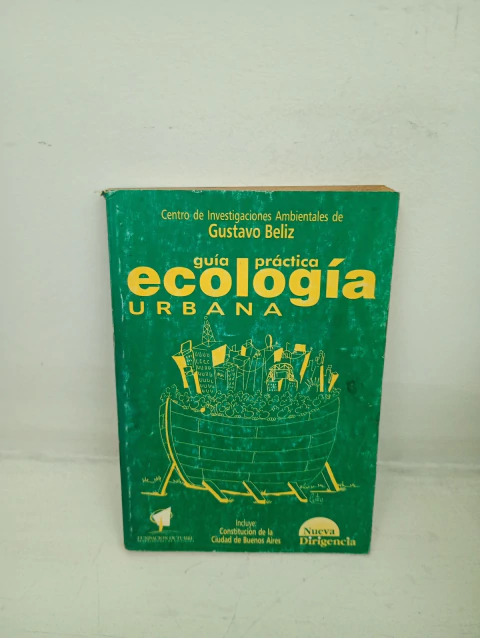 Centro de Investigaciones Ambientales de
Gustavo Beliz
guía práctica
ecología
URBANA
Incluye:
Constitución de la
Ciudad de Buenos Aires
Nueva
Dirigencia